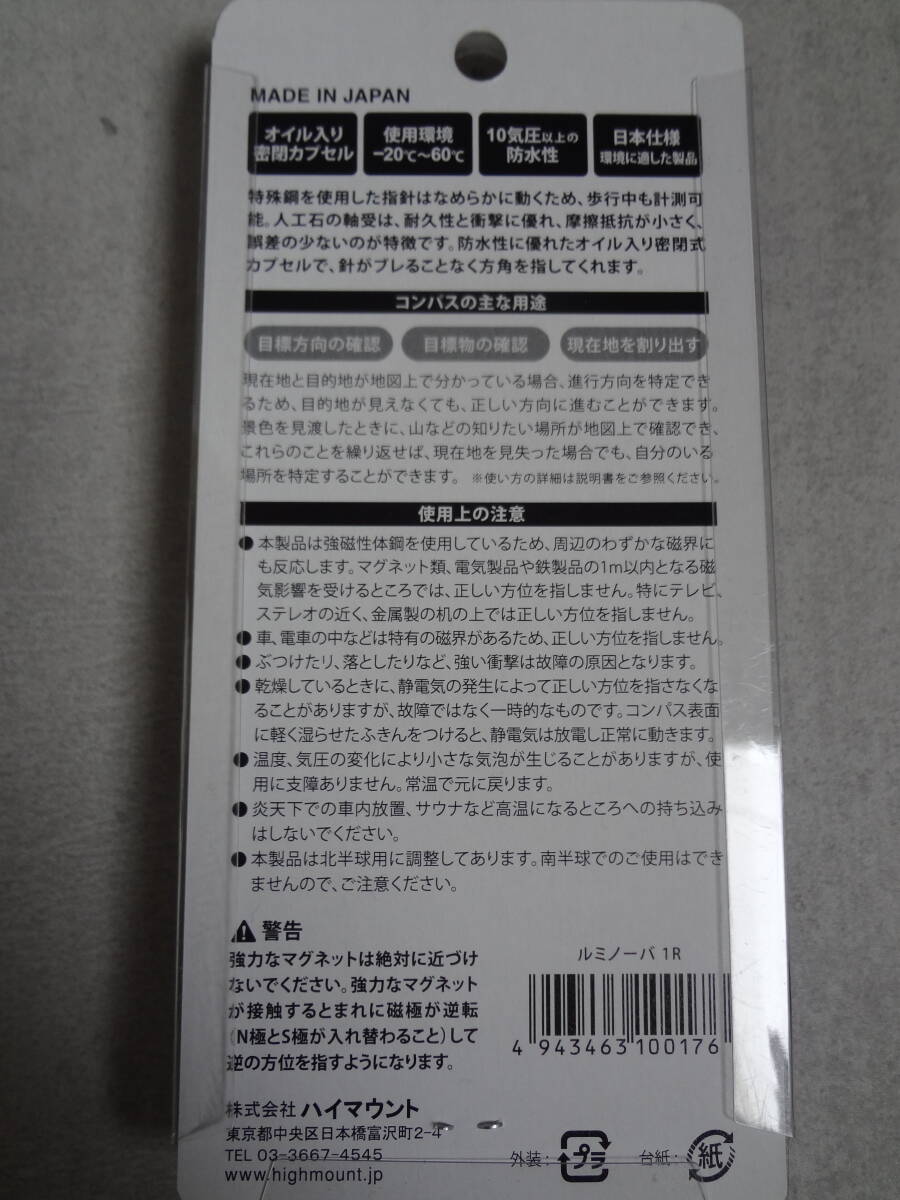 MADE IN JAPAN
オイル入り
密閉カプセル
使用環境
-20℃~60℃
10気圧以上の
防水性
日本仕様
環境に適した製品
特殊鋼を使用した指針はなめらかに動くため、歩行中も計測可
能。人工石の軸受は、耐久性と衝撃に優れ、摩擦抵抗が小さく、
誤差の少ないのが特徴です。防水性に優れたオイル入り密閉式
カプセルで、針がブレることなく方角を指してくれます。
コンパスの主な用途
目標方向の確認
目標物の確認
現在地を割り出す
現在地と目的地が地図上で分かっている場合、進行方向を特定でき
るため、目的地が見えなくても、正しい方向に進むことができます。
景色を見渡したときに、山などの知りたい場所が地図上で確認でき、
これらのことを繰り返せば、現在地を見失った場合でも、自分のいる
場所を特定することができます。 ※使い方の詳細は説明書をご参照ください。
使用上の注意
● 本製品は強磁性体鋼を使用しているため、周辺のわずかな磁界に
も反応します。マグネット類、電気製品や鉄製品の1m以内となる磁
気影響を受けるところでは、正しい方位を指しません。特にテレビ、
ステレオの近く、金属製の机の上では正しい方位を指しません。
● 車、電車の中などは特有の磁界があるため、正しい方位を指しません。
● ぶつけたり、落としたりなど、強い衝撃は故障の原因となります。
● 乾燥しているときに、静電気の発生によって正しい方位を指さなくな
ることがありますが、故障ではなく一時的なものです。コンパス表面
に軽く湿らせたふきんをつけると、静電気は放電し正常に動きます。
● 温度、気圧の変化により小さな気泡が生じることがありますが、使
用に支障ありません。常温で元に戻ります。
● 炎天下での車内放置、サウナなど高温になるところへの持ち込み
はしないでください。
● 本製品は北半球用に調整してあります。南半球でのご使用はでき
ませんので、ご注意ください。
警告
強力なマグネットは絶対に近づけ
ないでください。強力なマグネット
が接触するとまれに磁極が逆転
(N極とS極が入れ替わること)して
逆の方位を指すようになります。
ルミノーバ 1R
4 943463 100176
株式会社 ハイマウント
東京都中央区日本橋富沢町2-4
TEL 03-3667-4545
www.highmount.jp
外装: プラ
台紙: 紙